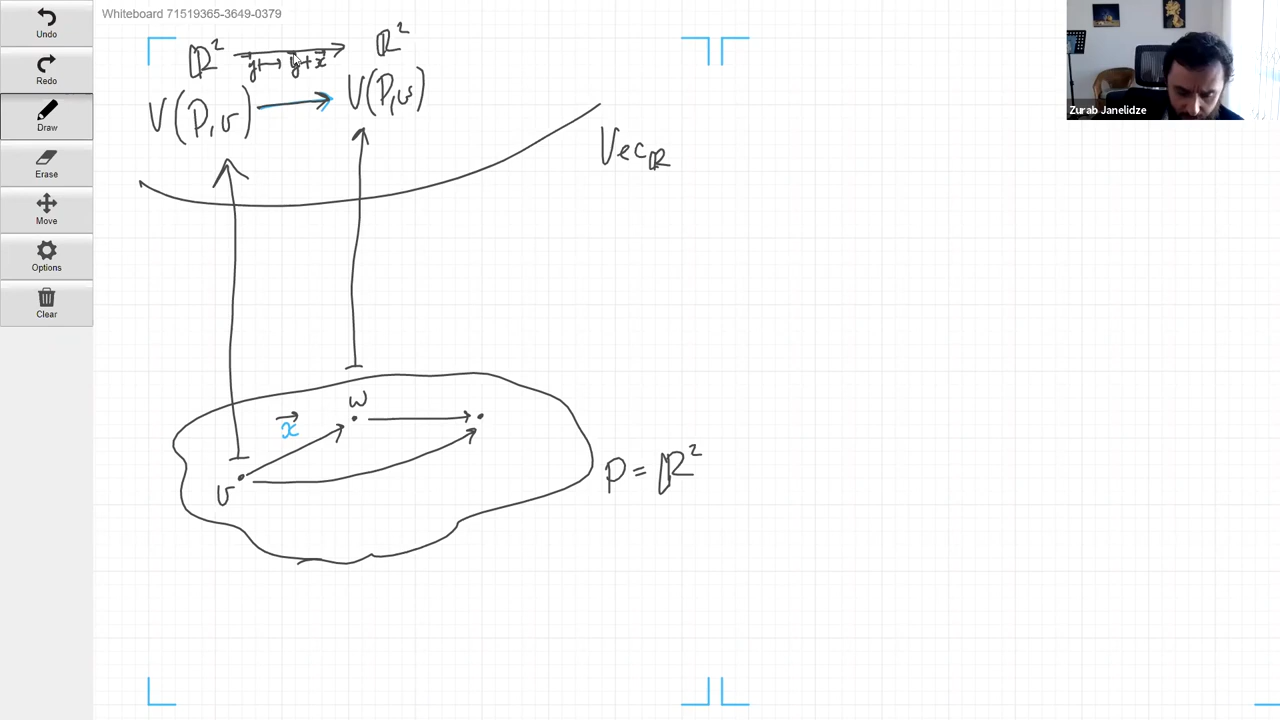 Whiteboard 71519365-3649-0379
Undo
Redo
Draw
Erase
Move
Options
Clear
ℝ² ⟶ ℝ²
y⃗ ↦ y⃗+x⃗
V(P,v) ⟶ V(P,w)
Vec_ℝ
w
x⃗
v
P = ℝ²
Zurab Janelidze